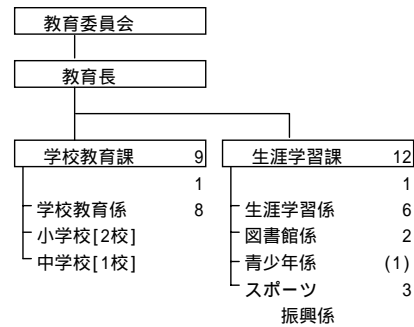 教育委員会
教育長
学校教育課 9
1
学校教育係 8
小学校[2校]
中学校[1校]
生涯学習課 12
1
生涯学習係 6
図書館係 2
青少年係 (1)
スポーツ 3
振興係